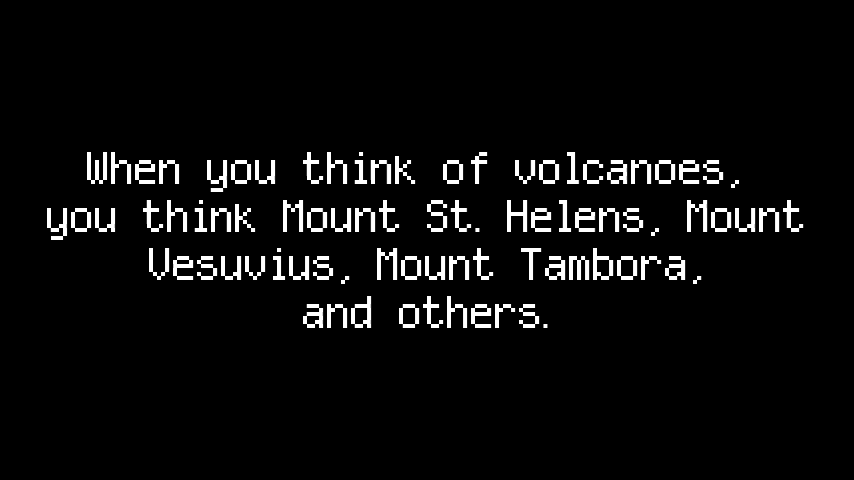 When you think of volcanoes,
you think Mount St. Helens, Mount
Vesuvius, Mount Tambora,
and others.